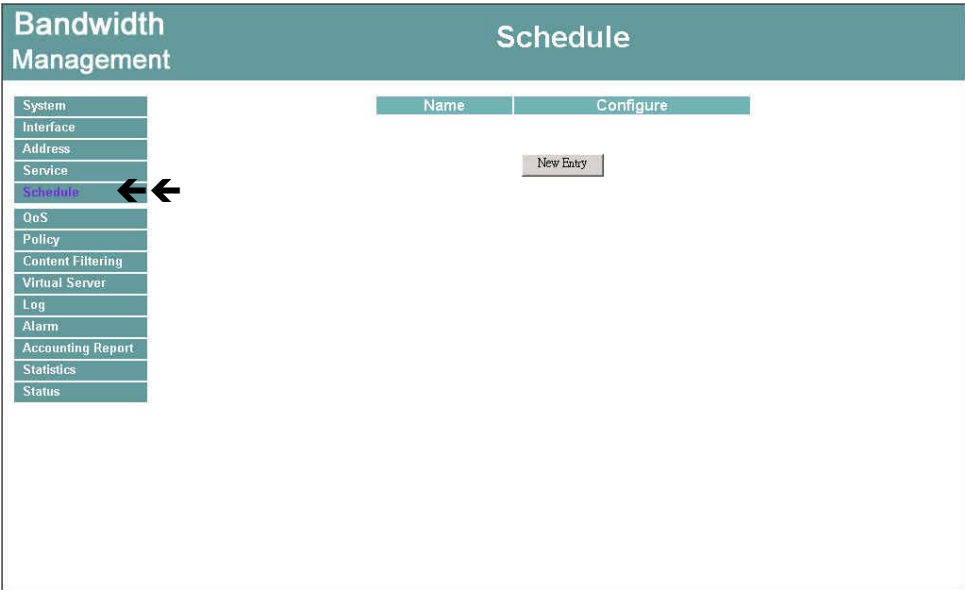 Bandwidth
Management
Schedule
System
Interface
Address
Service
Schedule
QoS
Policy
Content Filtering
Virtual Server
Log
Alarm
Accounting Report
Statistics
Status
Name Configure
New Entry